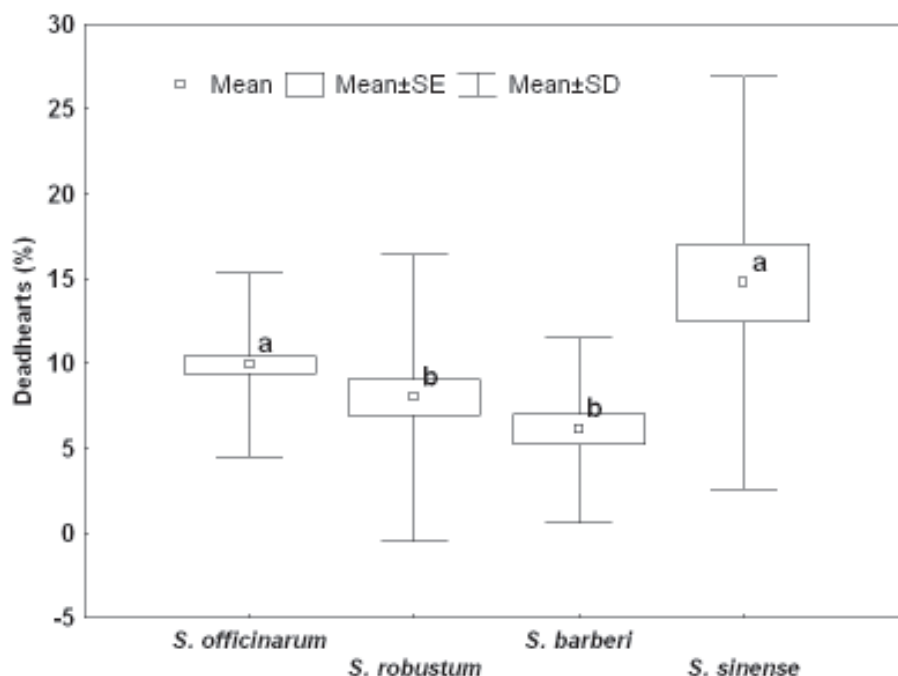 30
Mean Mean±SE Mean±SD
25
20
15
10
5
0
-5
Deadhearts (%)
a
b
b
a
S. officinarum
S. robustum
S. barberi
S. sinense